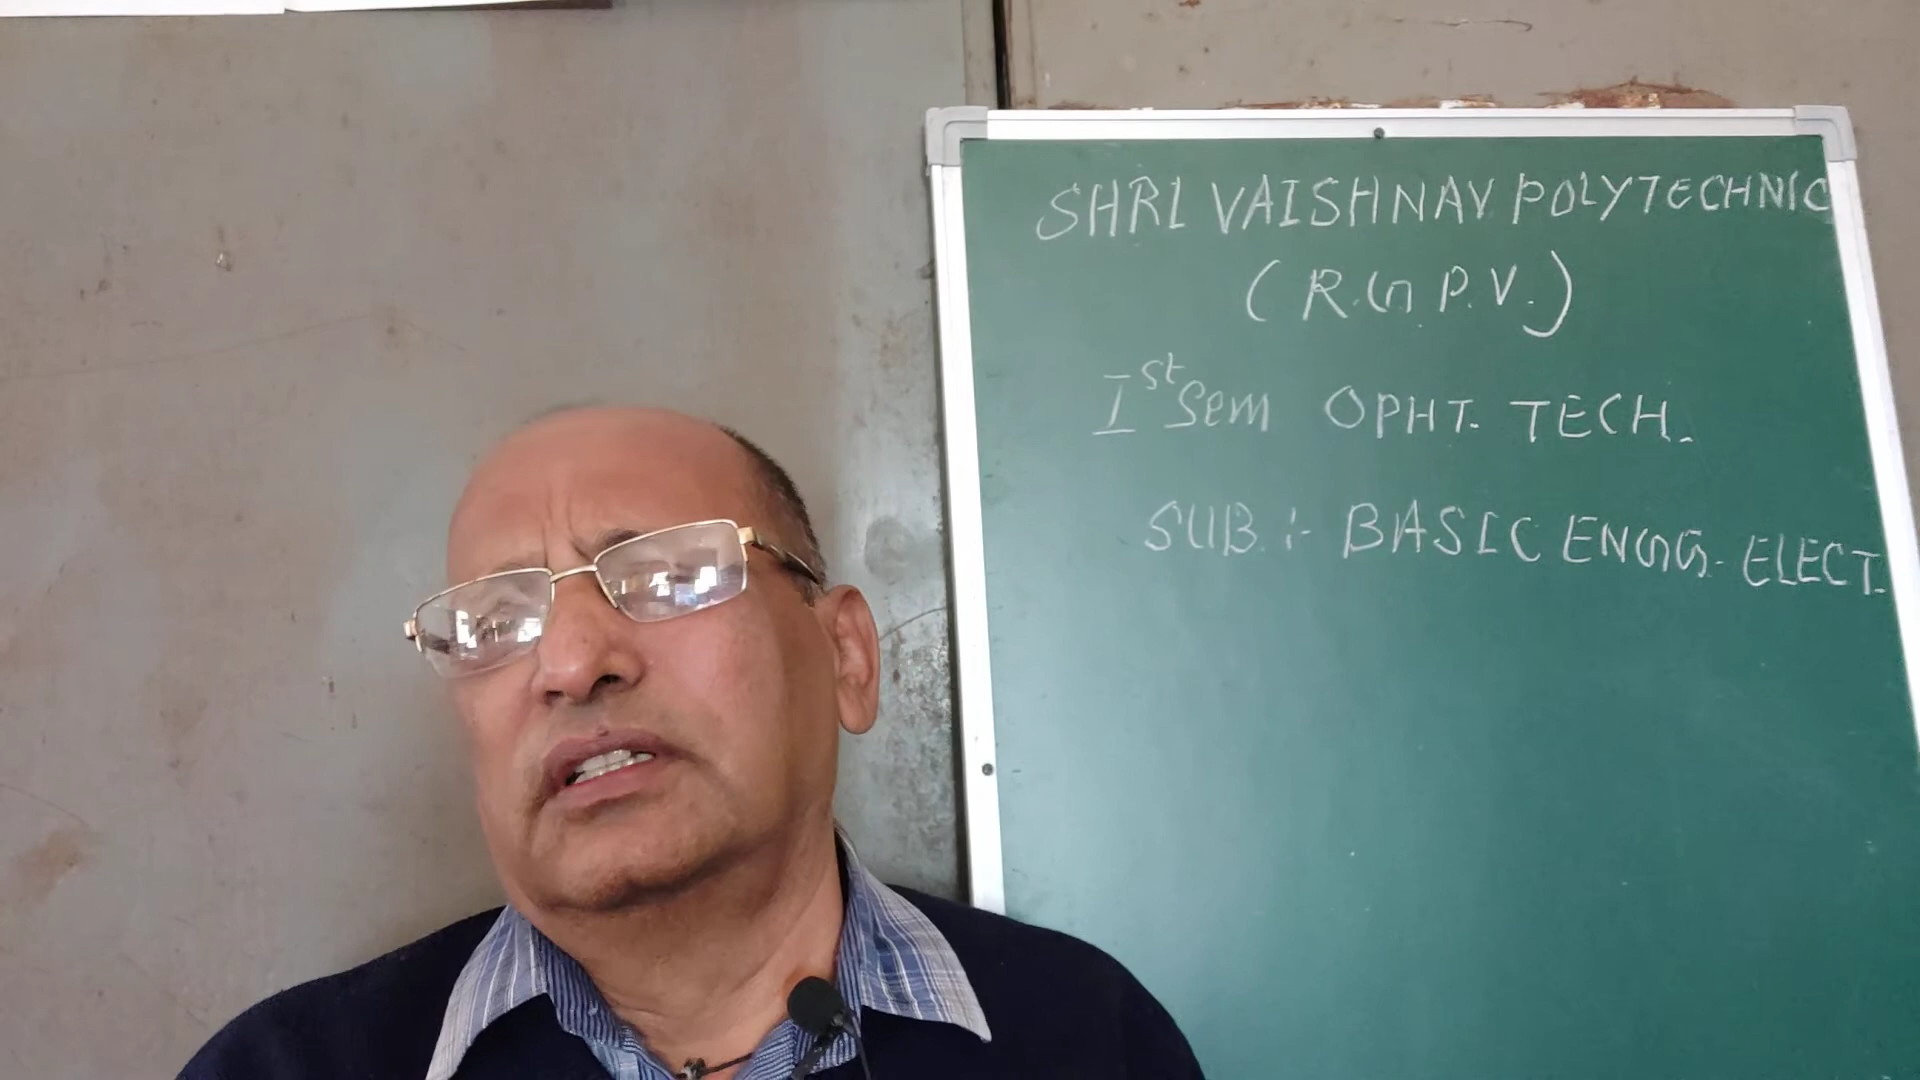 SHRI VAISHNAV POLYTECHNIC
(R.G.P.V.)
Ist Sem OPHT. TECH.
SUB :- BASIC ENGG. ELECT.